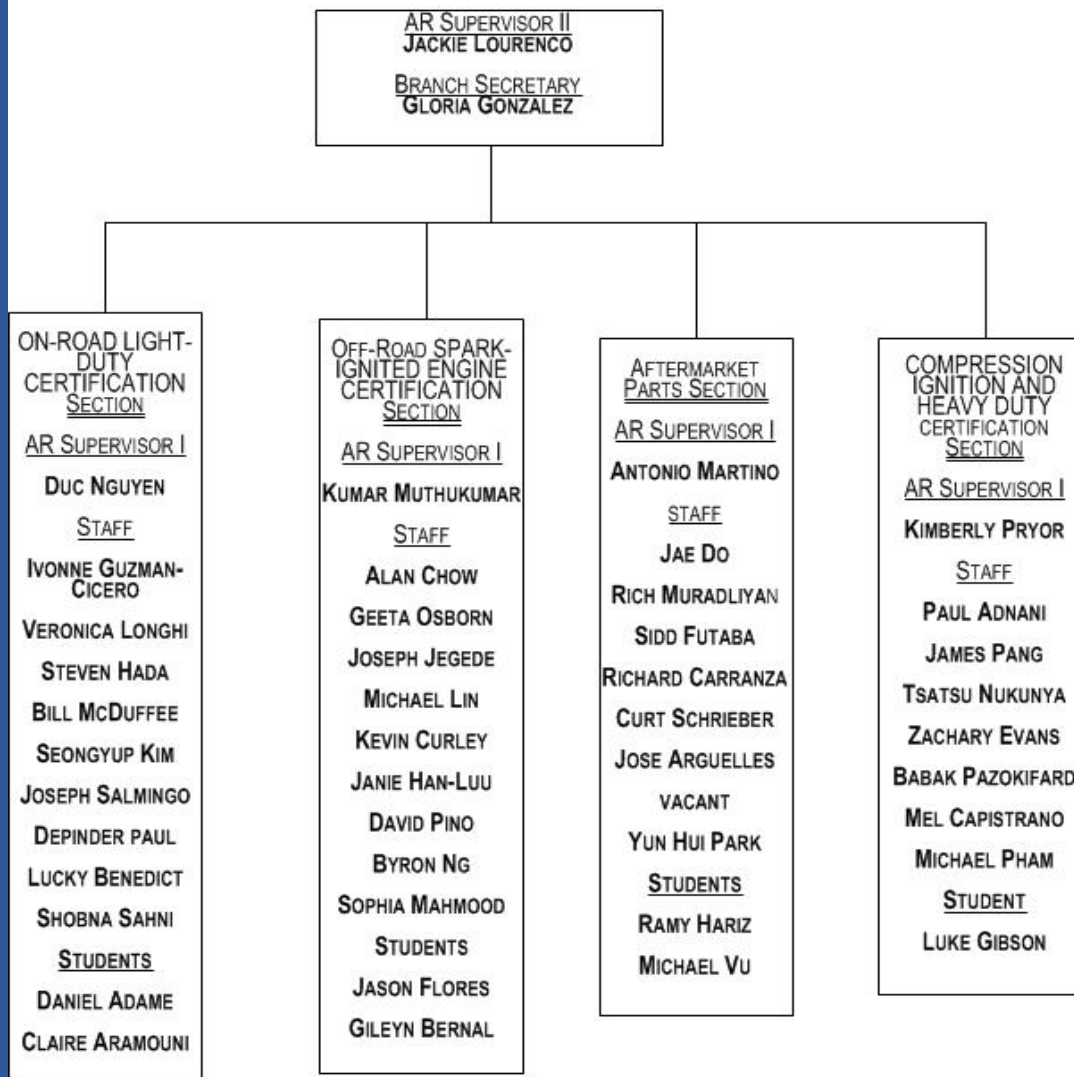 AR SUPERVISOR II
JACKIE LOURENCO
BRANCH SECRETARY
GLORIA GONZALEZ
ON-ROAD LIGHT-
DUTY
CERTIFICATION
SECTION
AR SUPERVISOR I
DUC NGUYEN
STAFF
IVONNE GUZMAN-
CICERO
VERONICA LONGHI
STEVEN HADA
BILL MCDUFFEE
SEONGYUP KIM
JOSEPH SALMINGO
DEPINDER PAUL
LUCKY BENEDICT
SHOBNA SAHNI
STUDENTS
DANIEL ADAME
CLAIRE ARAMOUNI
OFF-ROAD SPARK-
IGNITED ENGINE
CERTIFICATION
SECTION
AR SUPERVISOR I
KUMAR MUTHUKUMAR
STAFF
ALAN CHOW
GEETA OSBORN
JOSEPH JEGEDE
MICHAEL LIN
KEVIN CURLEY
JANIE HAN-LUU
DAVID PINO
BYRON NG
SOPHIA MAHMOOD
STUDENTS
JASON FLORES
GILEYN BERNAL
AFTERMARKET
PARTS SECTION
AR SUPERVISOR I
ANTONIO MARTINO
STAFF
JAE DO
RICH MURADLIYAN
SIDD FUTABA
RICHARD CARRANZA
CURT SCHRIEBER
JOSE ARGUELLES
VACANT
YUN HUI PARK
STUDENTS
RAMY HARIZ
MICHAEL VU
COMPRESSION
IGNITION AND
HEAVY DUTY
CERTIFICATION
SECTION
AR SUPERVISOR I
KIMBERLY PRYOR
STAFF
PAUL ADNANI
JAMES PANG
TSATSU NUKUNYA
ZACHARY EVANS
BABAK PAZOKIFARD
MEL CAPISTRANO
MICHAEL PHAM
STUDENT
LUKE GIBSON